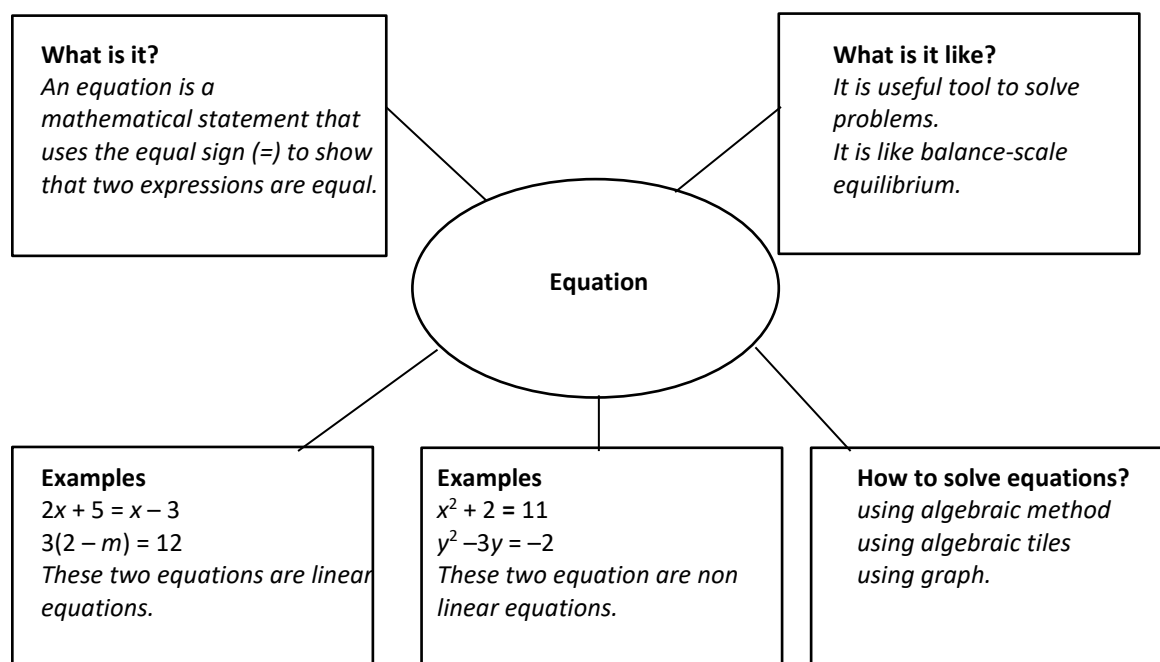 What is it?
An equation is a
mathematical statement that
uses the equal sign (=) to show
that two expressions are equal.
What is it like?
It is useful tool to solve
problems.
It is like balance-scale
equilibrium.
Equation
Examples
2x + 5 = x – 3
3(2 – m) = 12
These two equations are linear
equations.
Examples
x² + 2 = 11
y² –3y = –2
These two equation are non
linear equations.
How to solve equations?
using algebraic method
using algebraic tiles
using graph.